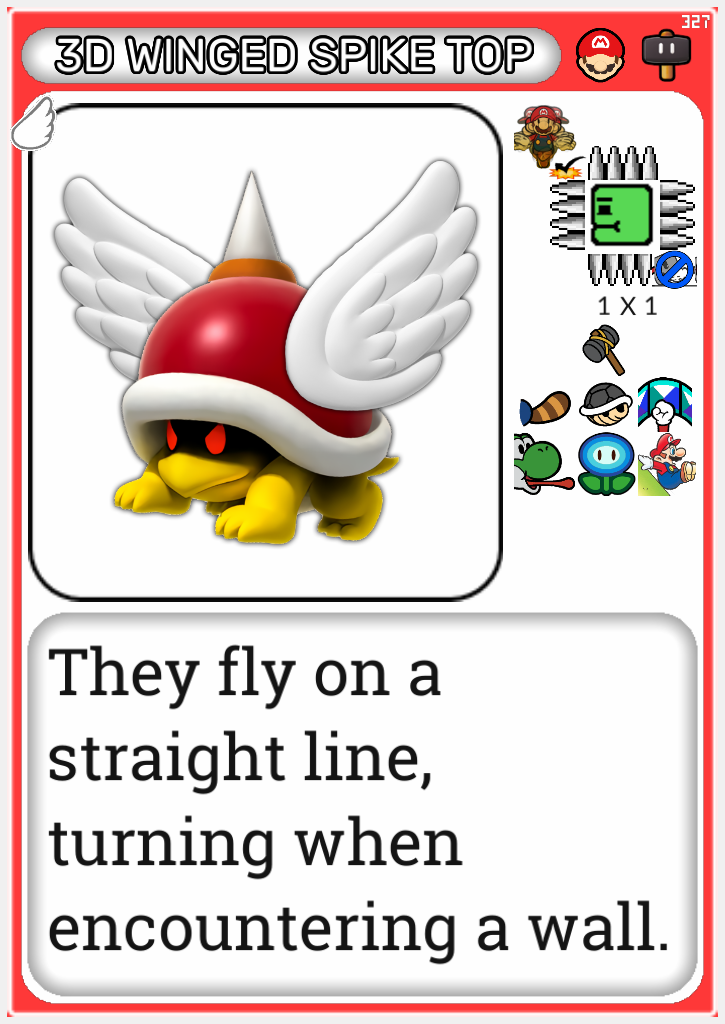 327
3D WINGED SPIKE TOP
1 X 1
They fly on a
straight line,
turning when
encountering a wall.